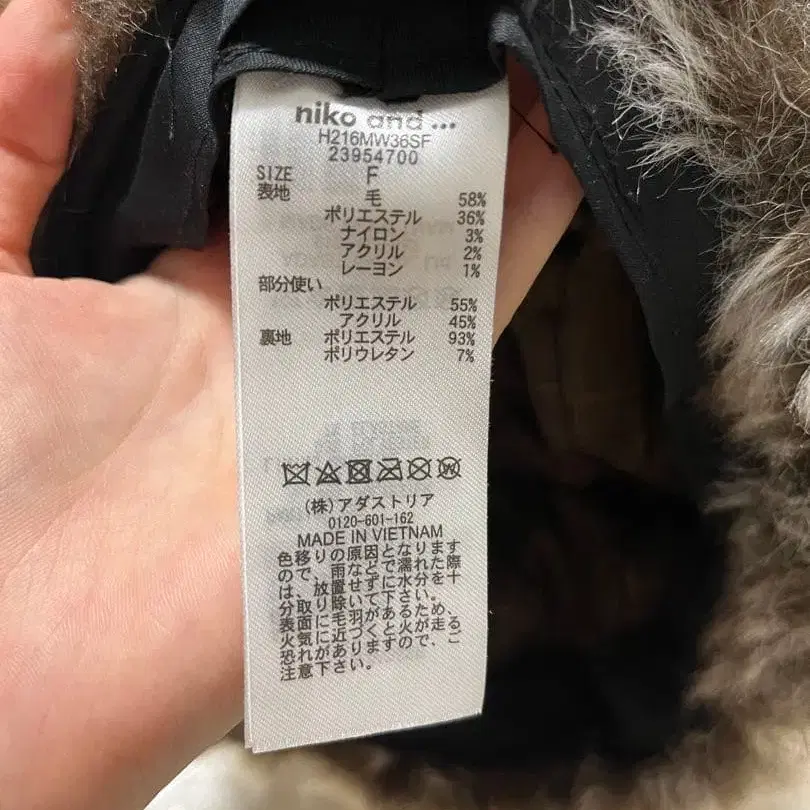 niko and ...
H216MW36SF
23954700
SIZE F
表地 毛 58%
ポリエステル 36%
ナイロン 3%
アクリル 2%
レーヨン 1%
部分使い
ポリエステル 55%
アクリル 45%
裏地 ポリエステル 93%
ポリウレタン 7%
(株)アダストリア
0120-601-162
MADE IN VIETNAM
色移りの原因となります
ので、雨などで濡れた際
は、放置せずに水分を十
分取り除いて下さい。
表面に毛羽があるため、
火気に近づくと火が走る
恐れがありますので、ご
注意下さい。